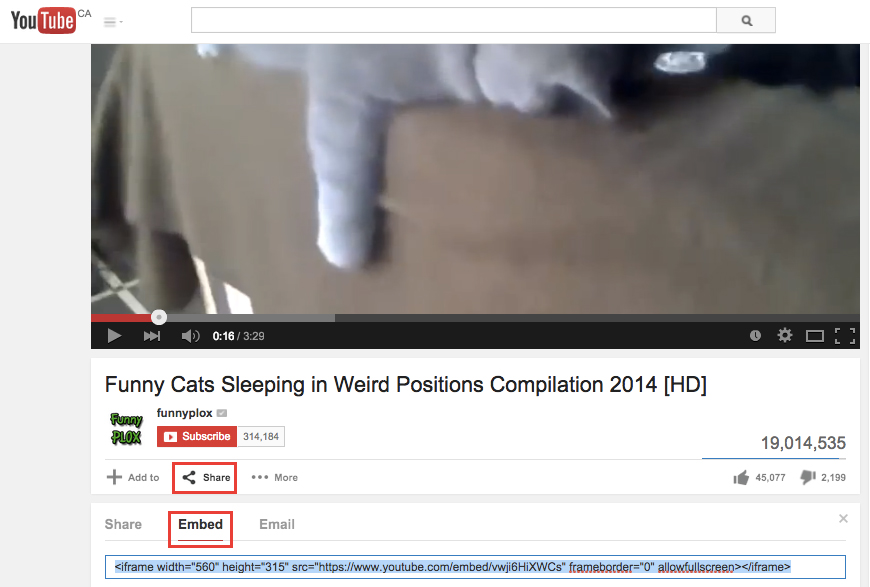 YouTube CA
0:16 / 3:29
Funny Cats Sleeping in Weird Positions Compilation 2014 [HD]
Funny
PLOX
funnyplox
Subscribe 314,184
19,014,535
Add to Share More 45,077 2,199
Share Embed Email
<iframe width="560" height="315" src="https://www.youtube.com/embed/vwji6HiXWCs" frameborder="0" allowfullscreen></iframe>